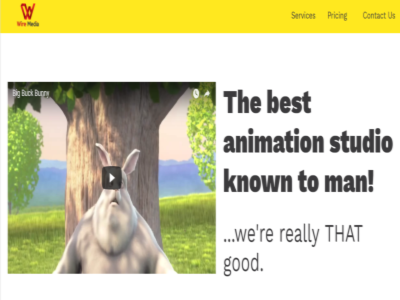 Wire Media
Services Pricing Contact Us
Big Buck Bunny
The best
animation studio
known to man!
...we're really THAT
good.